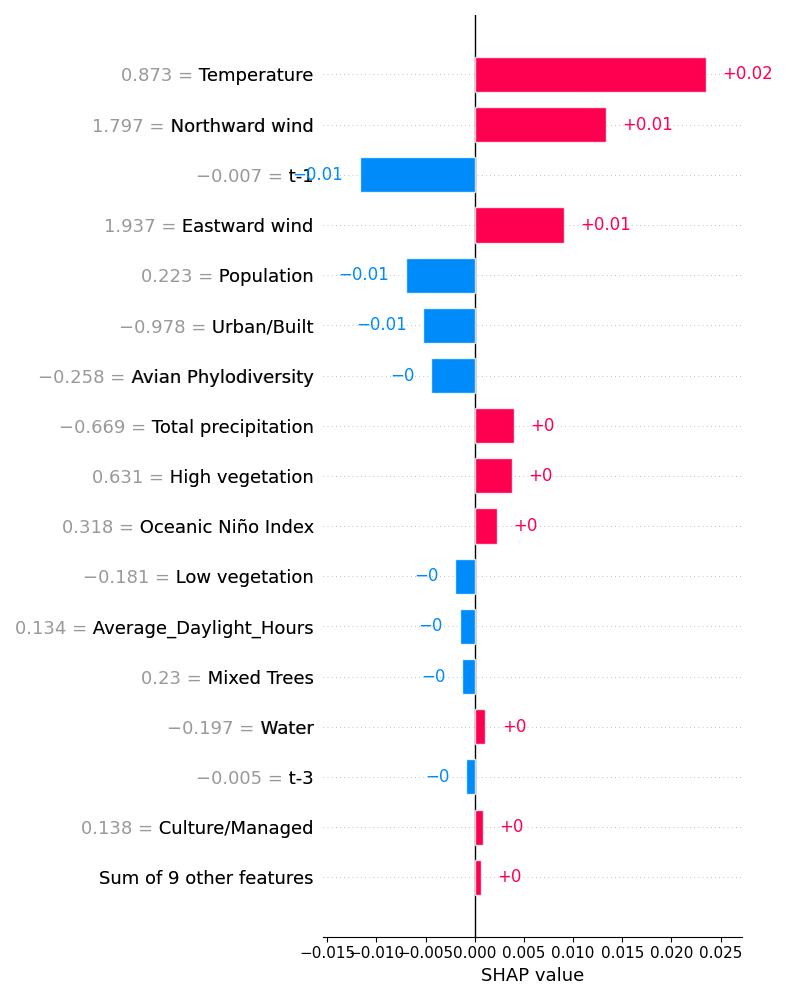 0.873 = Temperature +0.02
1.797 = Northward wind +0.01
−0.007 = t-1 −0.01
1.937 = Eastward wind +0.01
0.223 = Population −0.01
−0.978 = Urban/Built −0.01
−0.258 = Avian Phylodiversity −0
−0.669 = Total precipitation +0
0.631 = High vegetation +0
0.318 = Oceanic Niño Index +0
−0.181 = Low vegetation −0
0.134 = Average_Daylight_Hours −0
0.23 = Mixed Trees −0
−0.197 = Water +0
−0.005 = t-3 −0
0.138 = Culture/Managed +0
Sum of 9 other features +0
−0.015 −0.010 −0.005 0.000 0.005 0.010 0.015 0.020 0.025
SHAP value